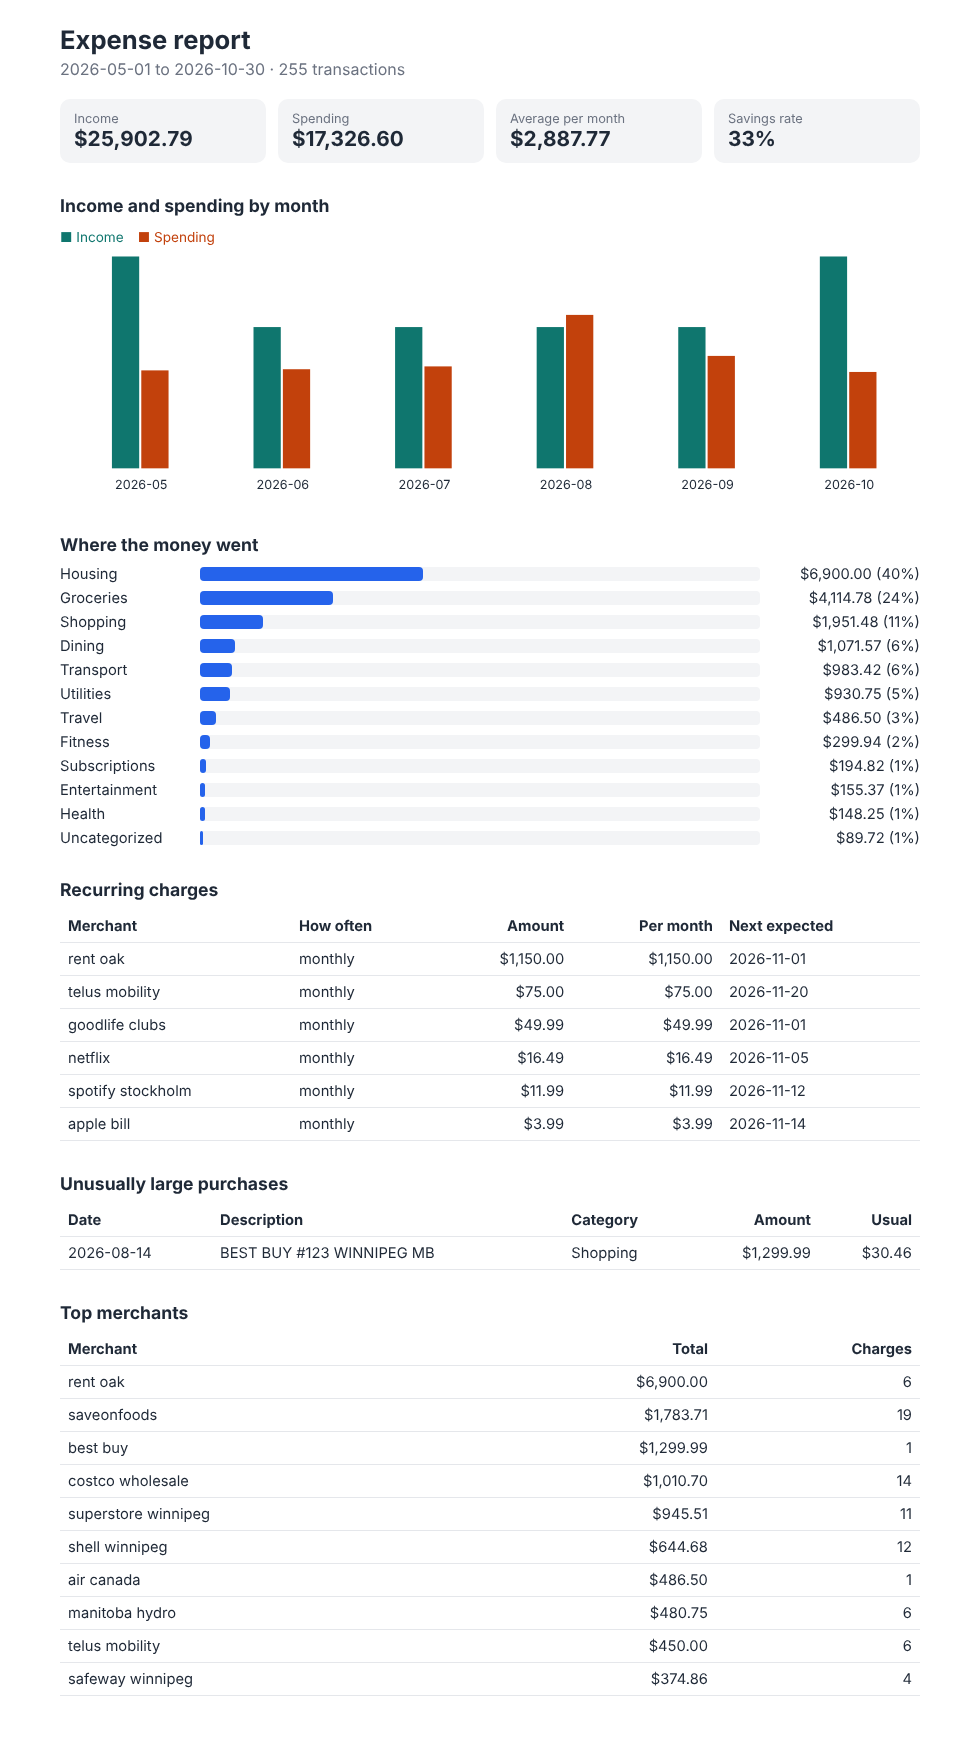 Expense report
2026-05-01 to 2026-10-30 · 255 transactions
Income Spending Average per month Savings rate
$25,902.79 $17,326.60 $2,887.77 33%
Income and spending by month
Income Spending
2026-05 2026-06 2026-07 2026-08 2026-09 2026-10
Where the money went
Housing $6,900.00 (40%)
Groceries $4,114.78 (24%)
Shopping $1,951.48 (11%)
Dining $1,071.57 (6%)
Transport $983.42 (6%)
Utilities $930.75 (5%)
Travel $486.50 (3%)
Fitness $299.94 (2%)
Subscriptions $194.82 (1%)
Entertainment $155.37 (1%)
Health $148.25 (1%)
Uncategorized $89.72 (1%)
Recurring charges
Merchant How often Amount Per month Next expected
rent oak monthly $1,150.00 $1,150.00 2026-11-01
telus mobility monthly $75.00 $75.00 2026-11-20
goodlife clubs monthly $49.99 $49.99 2026-11-01
netflix monthly $16.49 $16.49 2026-11-05
spotify stockholm monthly $11.99 $11.99 2026-11-12
apple bill monthly $3.99 $3.99 2026-11-14
Unusually large purchases
Date Description Category Amount Usual
2026-08-14 BEST BUY #123 WINNIPEG MB Shopping $1,299.99 $30.46
Top merchants
Merchant Total Charges
rent oak $6,900.00 6
saveonfoods $1,783.71 19
best buy $1,299.99 1
costco wholesale $1,010.70 14
superstore winnipeg $945.51 11
shell winnipeg $644.68 12
air canada $486.50 1
manitoba hydro $480.75 6
telus mobility $450.00 6
safeway winnipeg $374.86 4